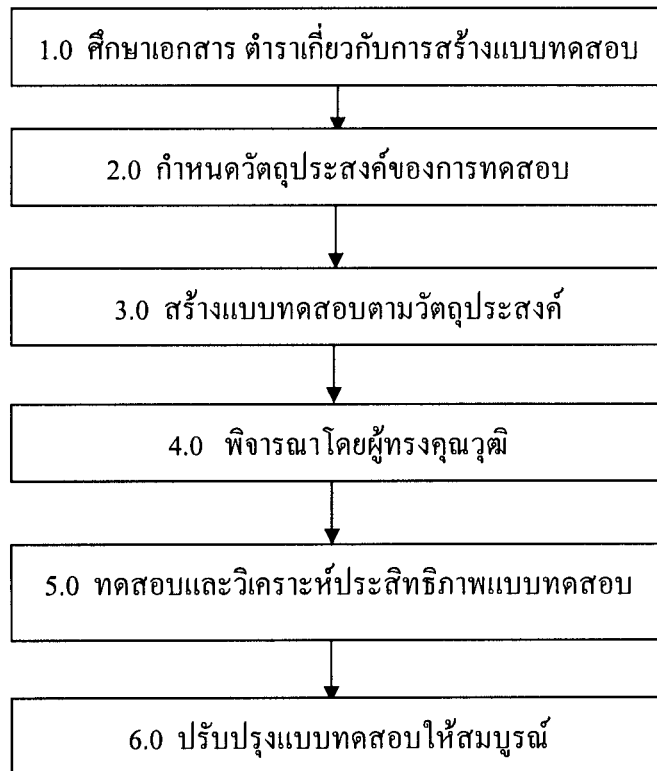 1.0 ศึกษาเอกสาร ตำราเกี่ยวกับการสร้างแบบทดสอบ
2.0 กำหนดวัตถุประสงค์ของการทดสอบ
3.0 สร้างแบบทดสอบตามวัตถุประสงค์
4.0 พิจารณาโดยผู้ทรงคุณวุฒิ
5.0 ทดสอบและวิเคราะห์ประสิทธิภาพแบบทดสอบ
6.0 ปรับปรุงแบบทดสอบให้สมบูรณ์